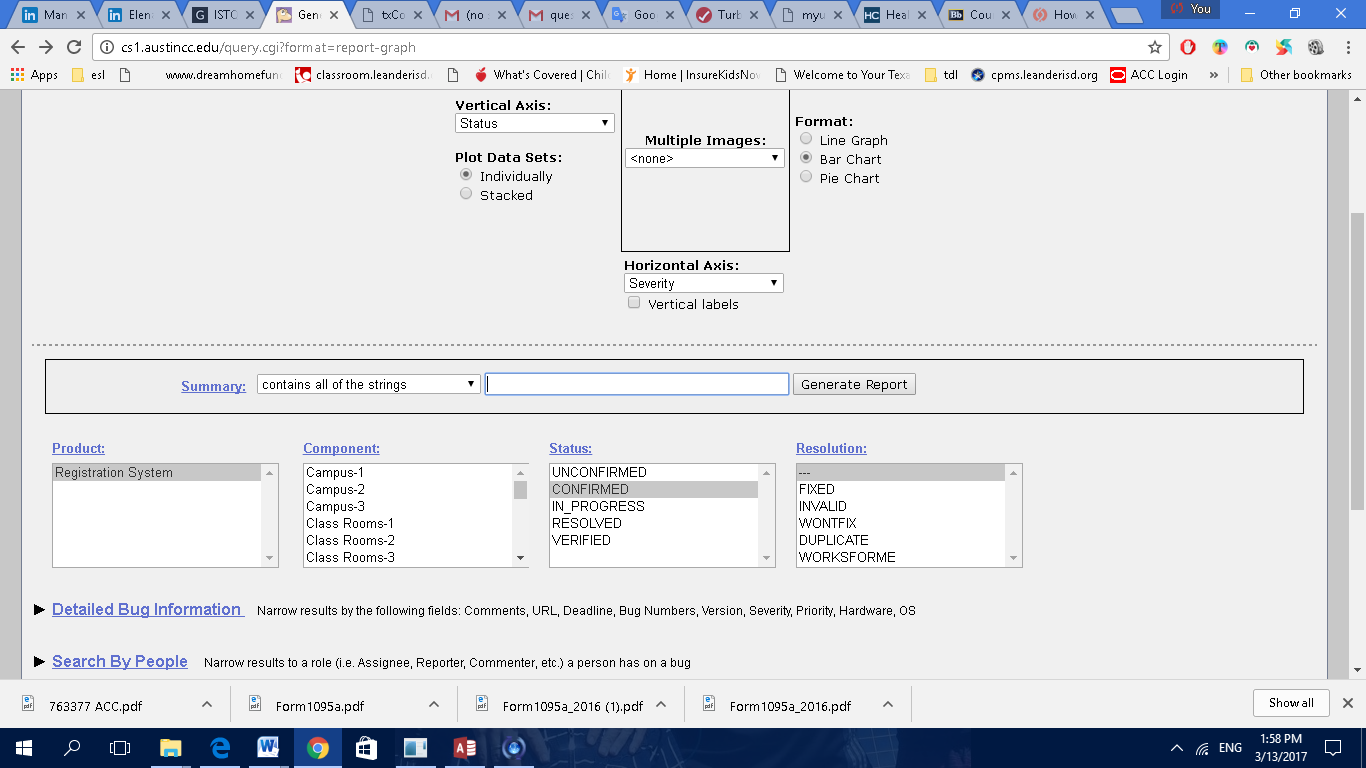 Man
Elen
ISTC
Gen
txCo
(no
que
Goo
Turb
myu
Heal
Cou
Hov
You
cs1.austincc.edu/query.cgi?format=report-graph
Apps
esl
www.dreamhomefun
classroom.leanderisd.
What's Covered | Chil
Home | InsureKidsNov
Welcome to Your Texa
tdl
cpms.leanderisd.org
ACC Login
»
Other bookmarks
Vertical Axis:
Status
Plot Data Sets:
Individually
Stacked
Multiple Images:
<none>
Format:
Line Graph
Bar Chart
Pie Chart
Horizontal Axis:
Severity
Vertical labels
Summary: contains all of the strings Generate Report
Product:
Registration System
Component:
Campus-1
Campus-2
Campus-3
Class Rooms-1
Class Rooms-2
Class Rooms-3
Status:
UNCONFIRMED
CONFIRMED
IN_PROGRESS
RESOLVED
VERIFIED
Resolution:
---
FIXED
INVALID
WONTFIX
DUPLICATE
WORKSFORME
Detailed Bug Information Narrow results by the following fields: Comments, URL, Deadline, Bug Numbers, Version, Severity, Priority, Hardware, OS
Search By People Narrow results to a role (i.e. Assignee, Reporter, Commenter, etc.) a person has on a bug
763377 ACC.pdf
Form1095a.pdf
Form1095a_2016 (1).pdf
Form1095a_2016.pdf
Show all
ENG
1:58 PM
3/13/2017